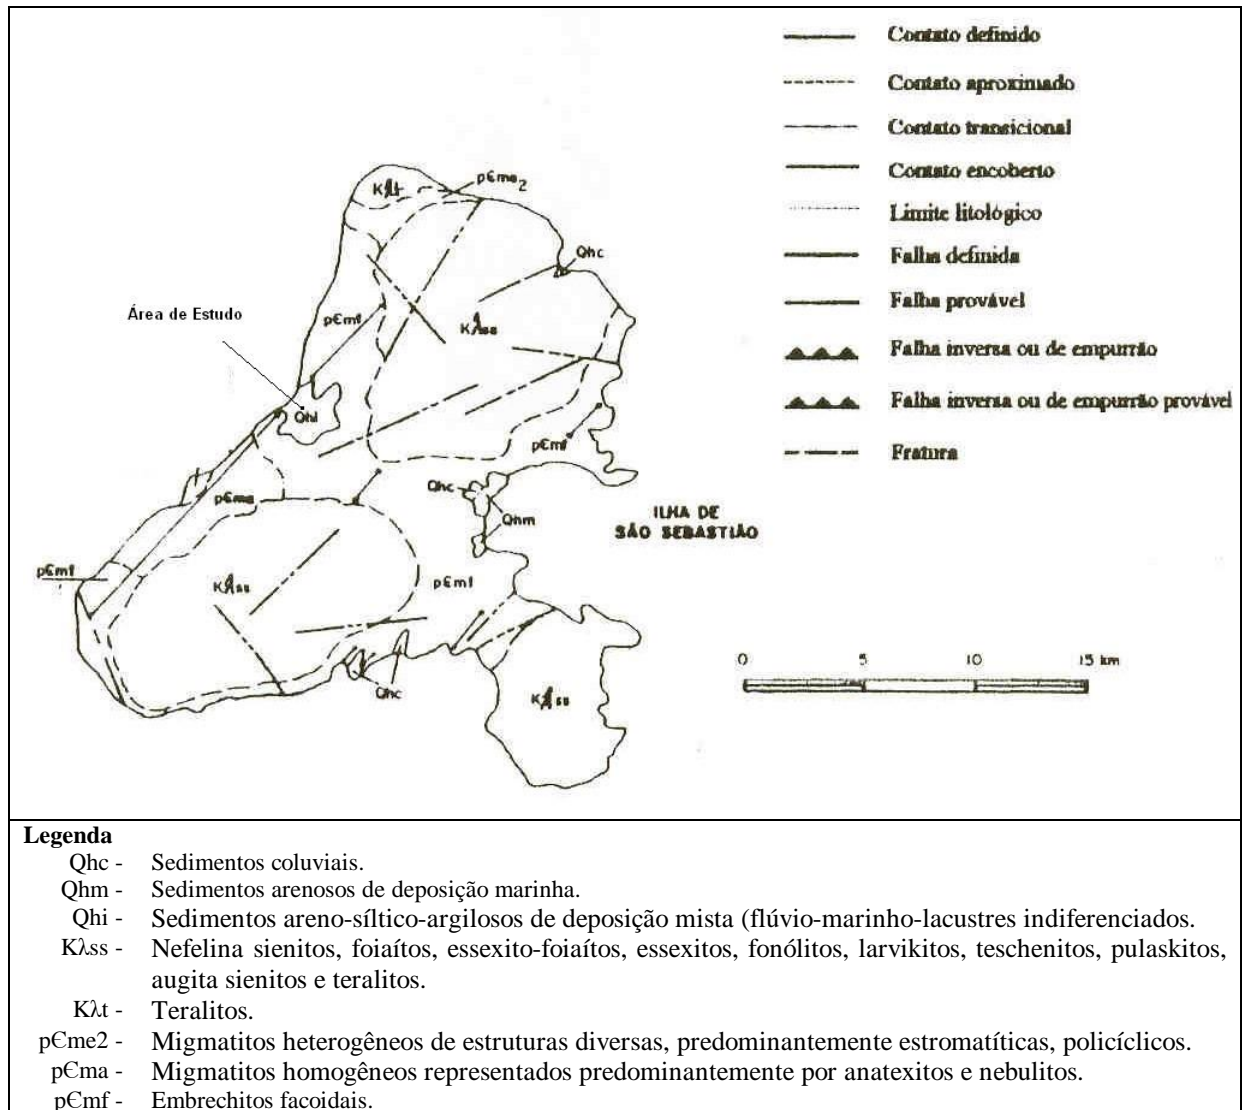 Contato definido
Contato aproximado
Contato transicional
Contato encoberto
Limite litológico
Falha definida
Falha provável
Falha inversa ou de empurrão
Falha inversa ou de empurrão provável
Fratura
Kλt
pЄme2
Qhc
Área de Estudo
pЄmf
Kλss
Qhi
pЄmf
Qhc
pЄma
Qhm
ILHA DE
SÃO SEBASTIÃO
pЄmf
Kλss
pЄmf
0 5 10 15 km
Qhc
Kλss
Legenda
Qhc - Sedimentos coluviais.
Qhm - Sedimentos arenosos de deposição marinha.
Qhi - Sedimentos areno-síltico-argilosos de deposição mista (flúvio-marinho-lacustres indiferenciados.
Kλss - Nefelina sienitos, foiaítos, essexito-foiaítos, essexitos, fonólitos, larvikitos, teschenitos, pulaskitos,
augita sienitos e teralitos.
Kλt - Teralitos.
pЄme2 - Migmatitos heterogêneos de estruturas diversas, predominantemente estromatíticas, policíclicos.
pЄma - Migmatitos homogêneos representados predominantemente por anatexitos e nebulitos.
pЄmf - Embrechitos facoidais.